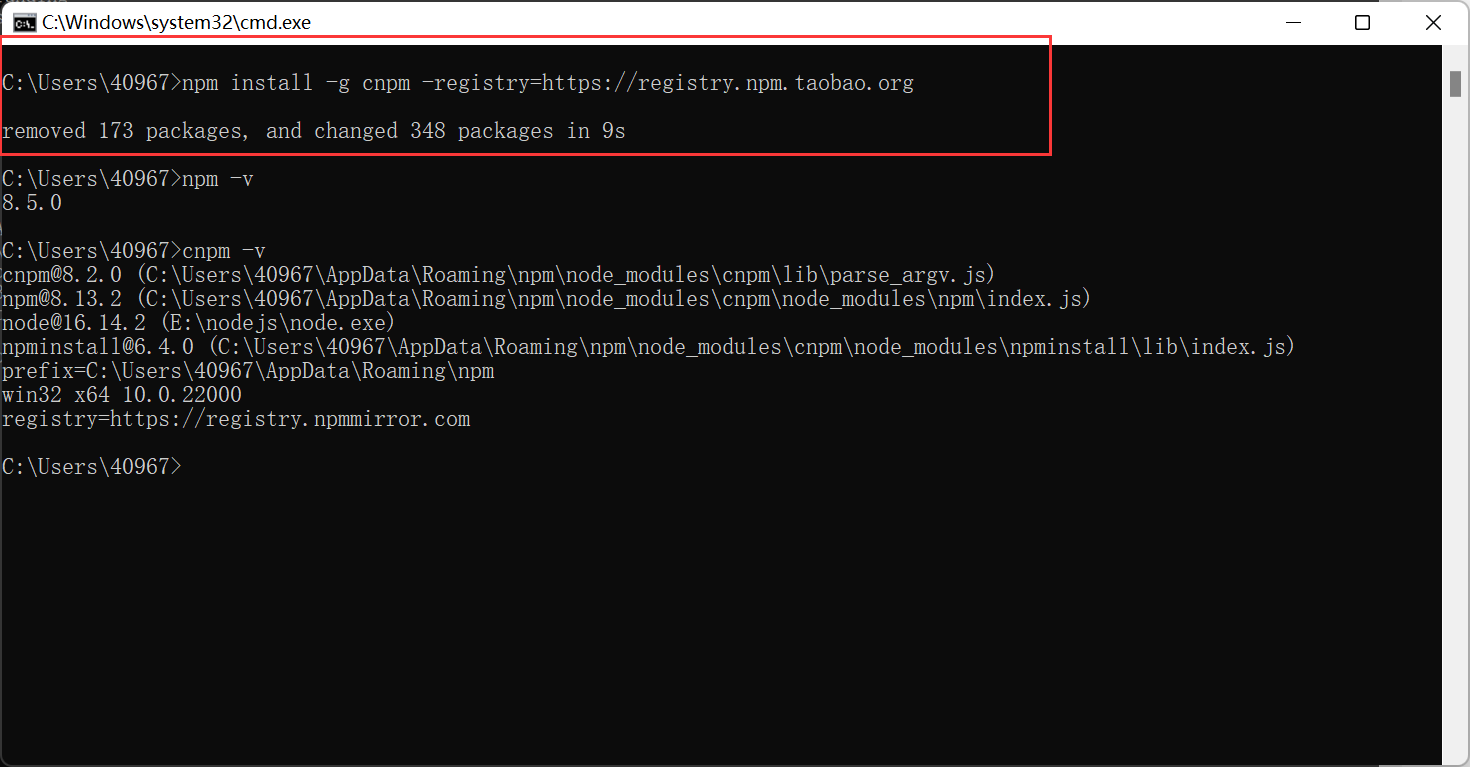 C:\Windows\system32\cmd.exe
C:\Users\40967>npm install -g cnpm -registry=https://registry.npm.taobao.org
removed 173 packages, and changed 348 packages in 9s
C:\Users\40967>npm -v
8.5.0
C:\Users\40967>cnpm -v
cnpm@8.2.0 (C:\Users\40967\AppData\Roaming\npm\node_modules\cnpm\lib\parse_argv.js)
npm@8.13.2 (C:\Users\40967\AppData\Roaming\npm\node_modules\cnpm\node_modules\npm\index.js)
node@16.14.2 (E:\nodejs\node.exe)
npminstall@6.4.0 (C:\Users\40967\AppData\Roaming\npm\node_modules\cnpm\node_modules\npminstall\lib\index.js)
prefix=C:\Users\40967\AppData\Roaming\npm
win32 x64 10.0.22000
registry=https://registry.npmmirror.com
C:\Users\40967>